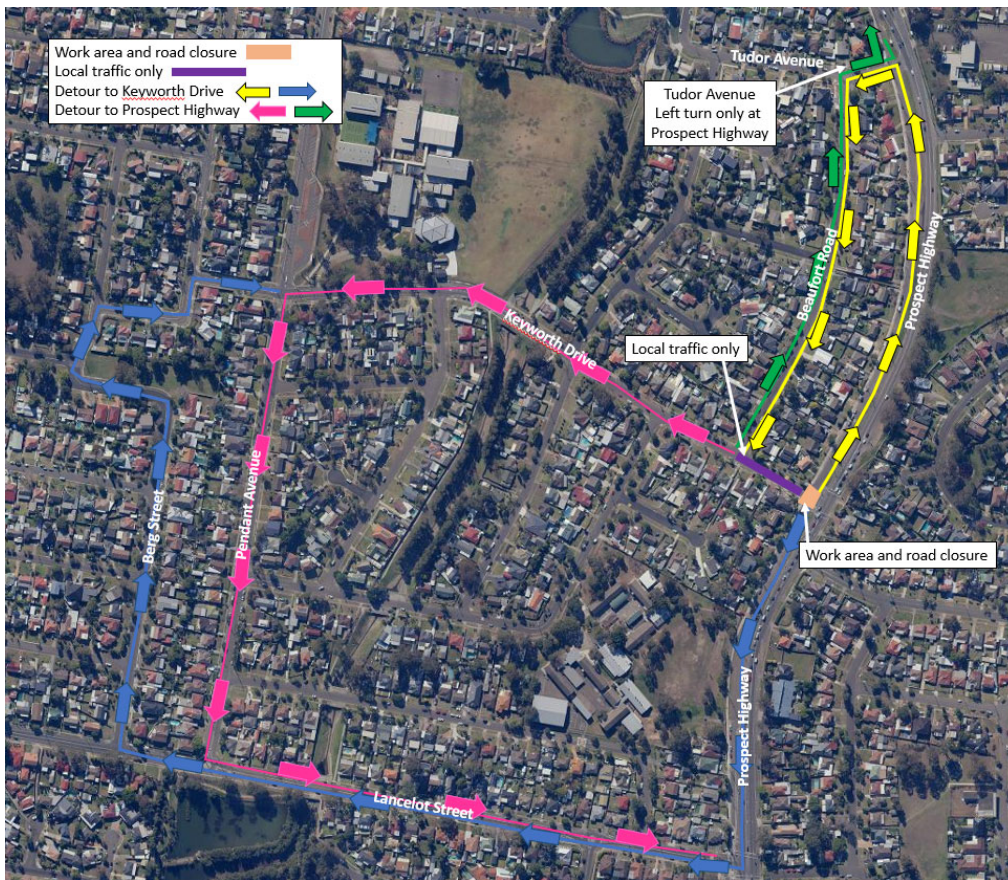 Work area and road closure
Local traffic only
Detour to Keyworth Drive
Detour to Prospect Highway
Tudor Avenue
Tudor Avenue
Left turn only at
Prospect Highway
Beaufort Road
Prospect Highway
Keyworth Drive
Local traffic only
Work area and road closure
Berg Street
Pendant Avenue
Prospect Highway
Lancelot Street